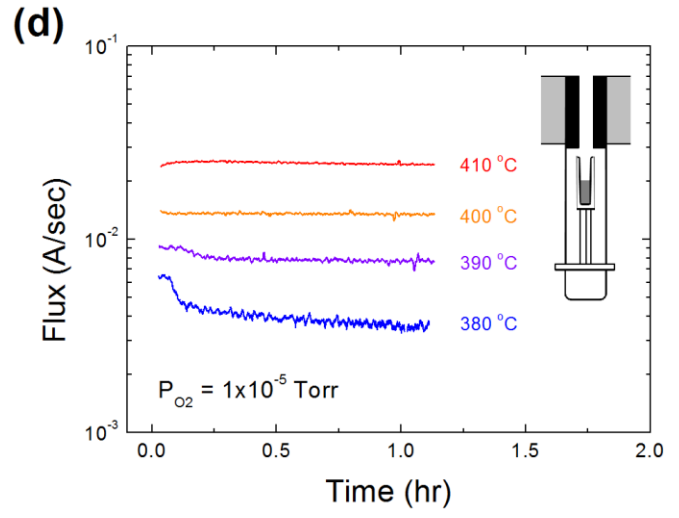 (d)
10⁻¹
10⁻²
10⁻³
Flux (A/sec)
410 °C
400 °C
390 °C
380 °C
P_O2 = 1x10⁻⁵ Torr
0.0 0.5 1.0 1.5 2.0
Time (hr)